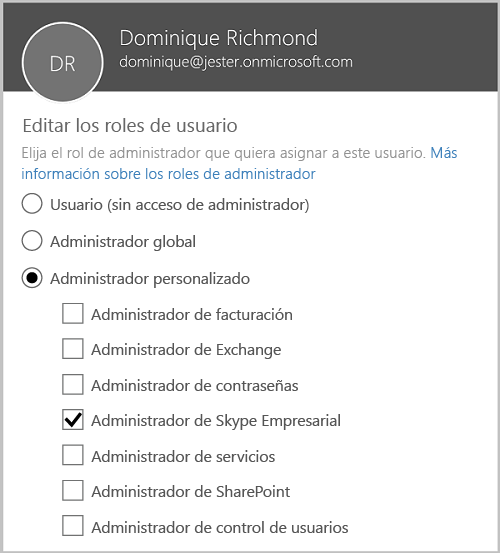 DR
Dominique Richmond
dominique@jester.onmicrosoft.com
Editar los roles de usuario
Elija el rol de administrador que quiera asignar a este usuario. Más
información sobre los roles de administrador
Usuario (sin acceso de administrador)
Administrador global
Administrador personalizado
Administrador de facturación
Administrador de Exchange
Administrador de contraseñas
Administrador de Skype Empresarial
Administrador de servicios
Administrador de SharePoint
Administrador de control de usuarios